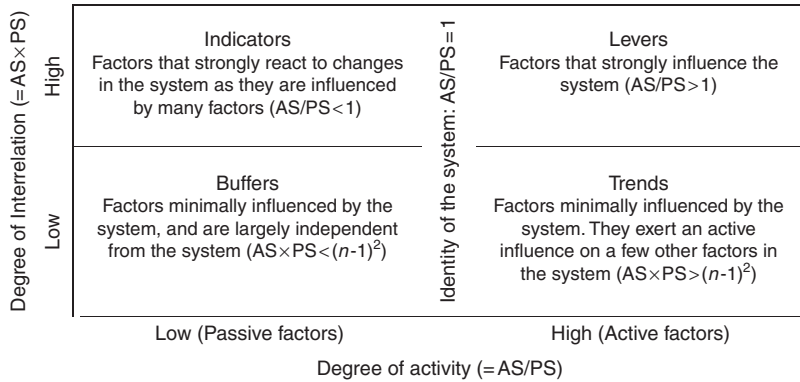 Degree of Interrelation (=AS×PS)
High
Low
Indicators
Factors that strongly react to changes
in the system as they are influenced
by many factors (AS/PS<1)
Identity of the system: AS/PS=1
Levers
Factors that strongly influence the
system (AS/PS>1)
Buffers
Factors minimally influenced by the
system, and are largely independent
from the system (AS×PS<(n-1)²)
Trends
Factors minimally influenced by the
system. They exert an active
influence on a few other factors in
the system (AS×PS>(n-1)²)
Low (Passive factors)
High (Active factors)
Degree of activity (=AS/PS)